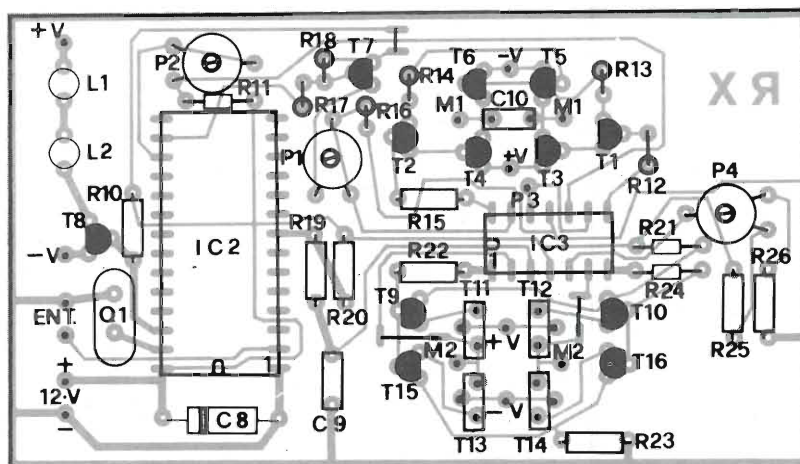 +V
R18
T7
T6
-V
T5
P2
L1
R14
R13
R11
R17
R16
M1
C10
M1
RX
L2
P1
T2
+V
T1
T4
T3
P4
R12
R10
P3
R15
T8
IC2
R19
IC3
R21
R26
-V
1
R22
R24
T9
T11
T12
ENT.
Q1
R20
T10
M2
+V
M2
R25
+
1
T15
T16
12·V
-V
-
C8
C9
T13
T14
R23